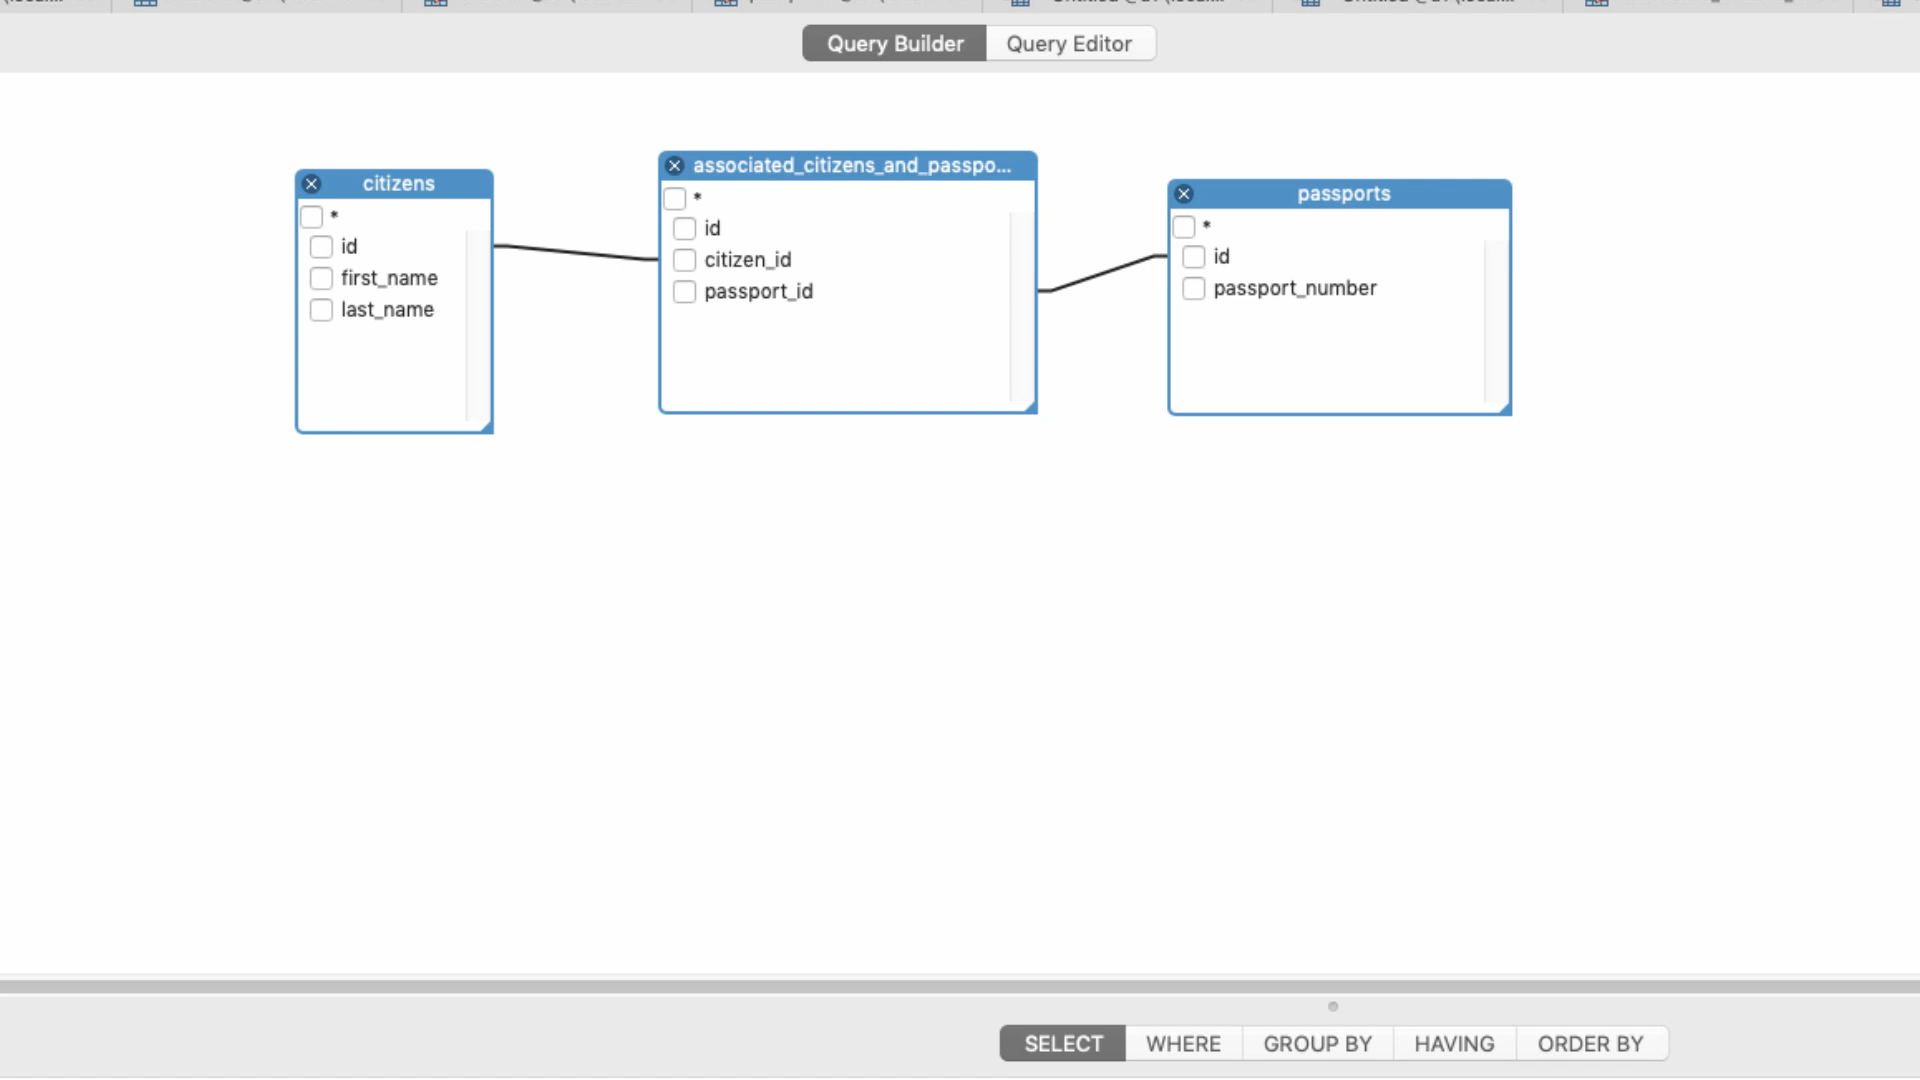 Query Builder
Query Editor
citizens
*
id
first_name
last_name
associated_citizens_and_passpo...
*
id
citizen_id
passport_id
passports
*
id
passport_number
SELECT
WHERE
GROUP BY
HAVING
ORDER BY